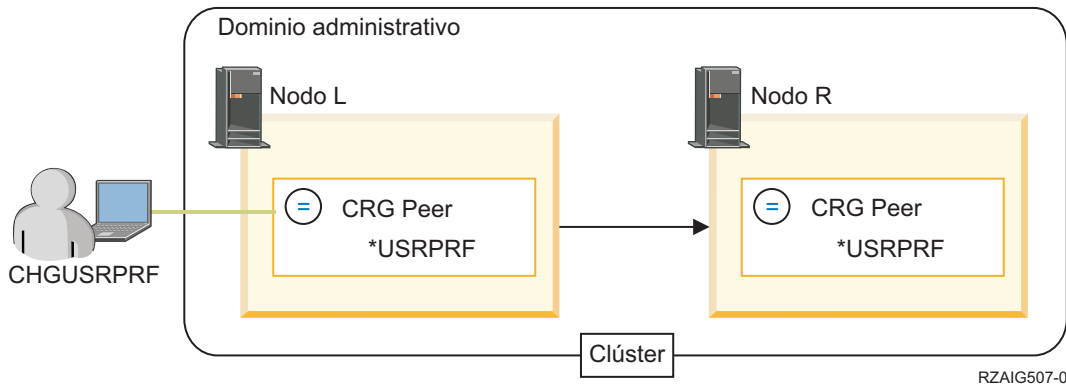 Dominio administrativo
Nodo L
Nodo R
= CRG Peer
*USRPRF
= CRG Peer
*USRPRF
CHGUSRPRF
Clúster
RZAIG507-0